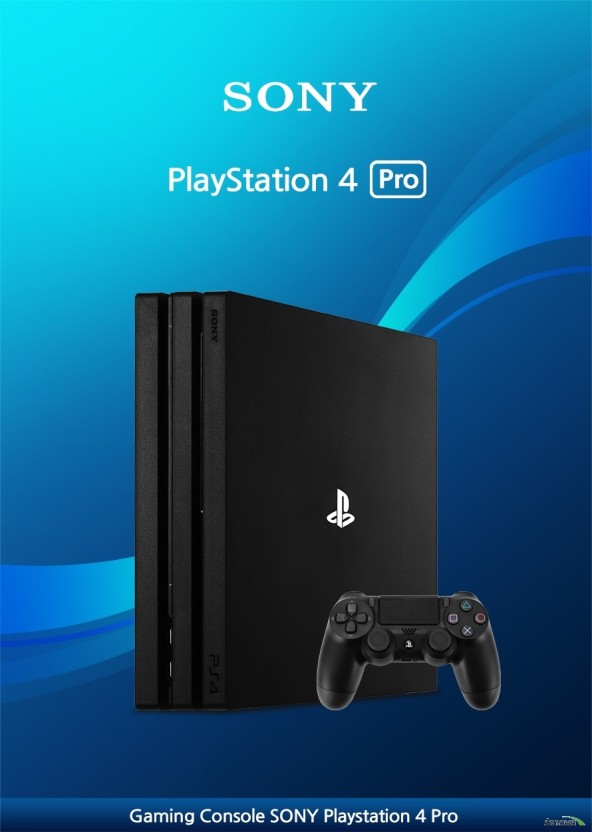 SONY
PlayStation 4 Pro
SONY
PS4
Gaming Console SONY Playstation 4 Pro